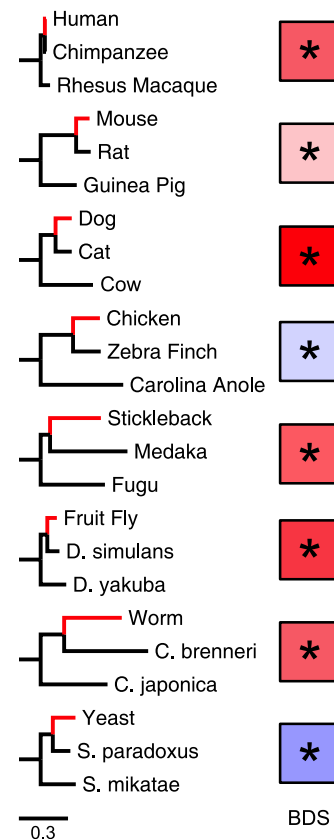 Human
Chimpanzee
Rhesus Macaque
*
Mouse
Rat
Guinea Pig
*
Dog
Cat
Cow
*
Chicken
Zebra Finch
Carolina Anole
*
Stickleback
Medaka
Fugu
*
Fruit Fly
D. simulans
D. yakuba
*
Worm
C. brenneri
C. japonica
*
Yeast
S. paradoxus
S. mikatae
*
0.3
BDS